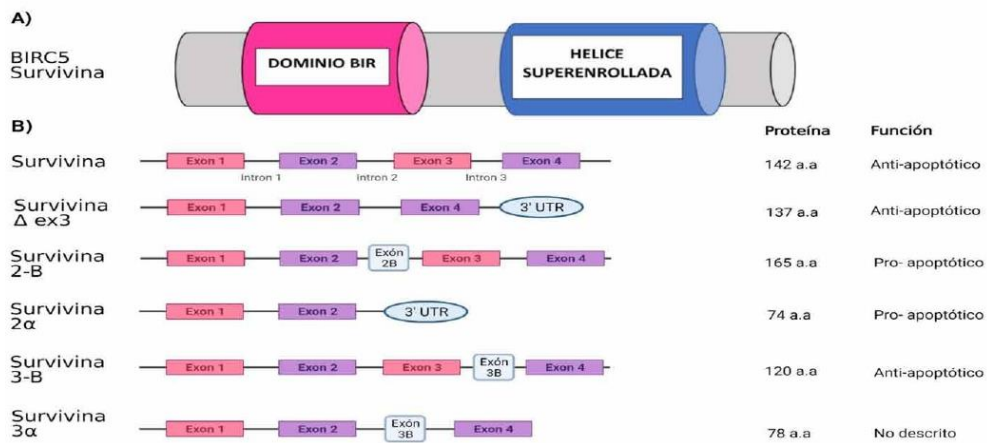 A)
BIRC5
Survivina
DOMINIO BIR
HELICE
SUPERENROLLADA
B)
Proteína Función
Survivina
Exon 1 Exon 2 Exon 3 Exon 4
Intron 1 Intron 2 Intron 3
142 a.a Anti-apoptótico
Survivina
Δ ex3
Exon 1 Exon 2 Exon 4 3' UTR
137 a.a Anti-apoptótico
Survivina
2-B
Exon 1 Exon 2 Exón
2B
Exon 3 Exon 4
165 a.a Pro- apoptótico
Survivina
2α
Exon 1 Exon 2 3' UTR
74 a.a Pro- apoptótico
Survivina
3-B
Exon 1 Exon 2 Exon 3 Exón
3B
Exon 4
120 a.a Anti-apoptótico
Survivina
3α
Exon 1 Exon 2 Exón
3B
Exon 4
78 a.a No descrito